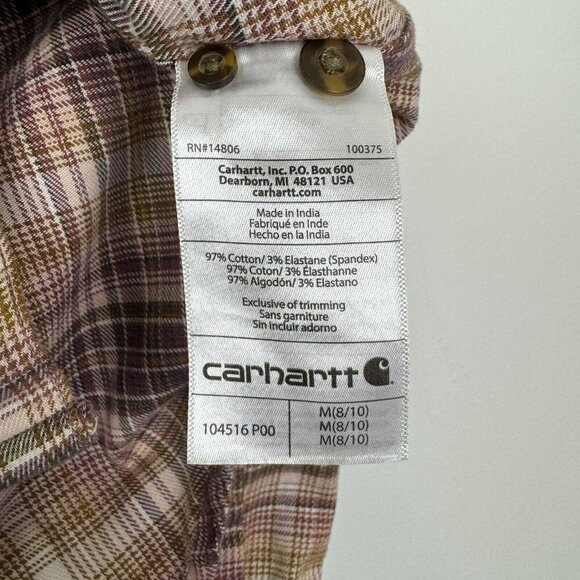 RN#14806 100375
Carhartt, Inc. P.O. Box 600
Dearborn, MI 48121 USA
carhartt.com
Made in India
Fabriqué en Inde
Hecho en la India
97% Cotton/ 3% Elastane (Spandex)
97% Coton/ 3% Élasthanne
97% Algodón/ 3% Elastano
Exclusive of trimming
Sans garniture
Sin incluir adorno
carhartt
104516 P00
M(8/10)
M(8/10)
M(8/10)